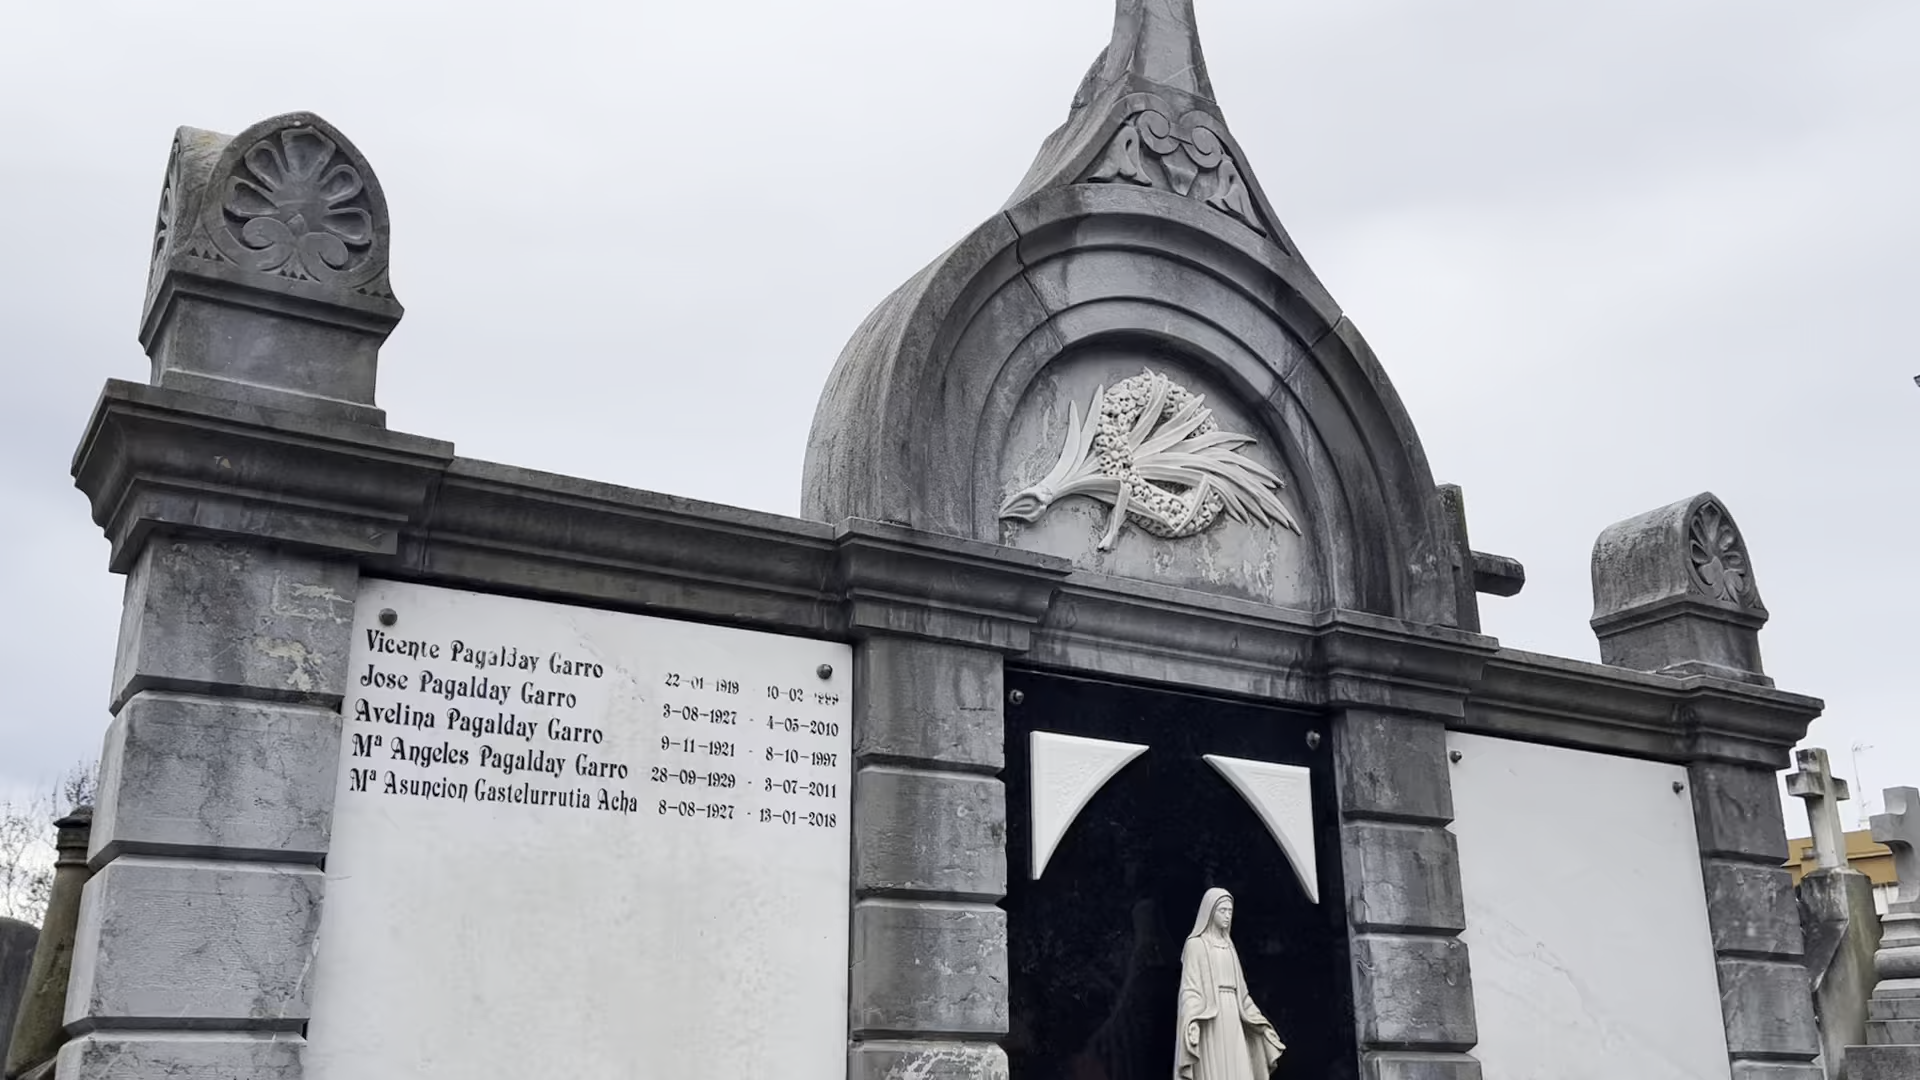 Vicente Pagalday Garro 22-01-1919 - 10-02-1999
Jose Pagalday Garro 3-08-1927 - 4-05-2010
Avelina Pagalday Garro 9-11-1921 - 8-10-1997
Mª Angeles Pagalday Garro 28-09-1929 - 3-07-2011
Mª Asuncion Gastelurrutia Acha 8-08-1927 - 13-01-2018